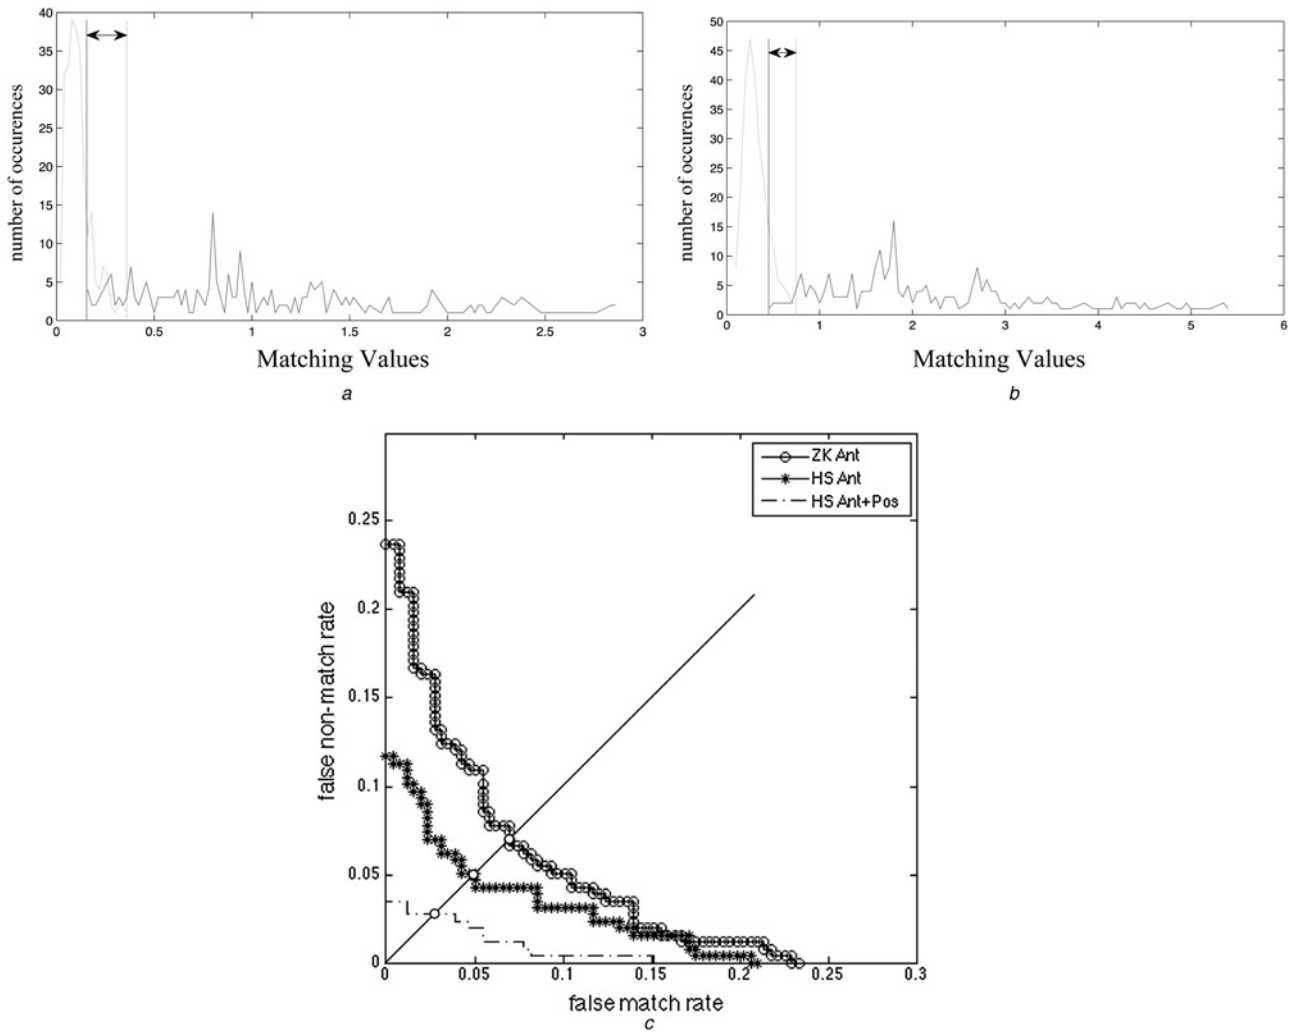 40
35
30
25
20
15
10
5
0
number of occurences
0 0.5 1 1.5 2 2.5 3
Matching Values
a
50
45
40
35
30
25
20
15
10
5
0
number of occurences
0 1 2 3 4 5 6
Matching Values
b
ZK Ant
HS Ant
HS Ant+Pos
0.25
0.2
0.15
0.1
0.05
0
false non-match rate
0 0.05 0.1 0.15 0.2 0.25 0.3
false match rate
c